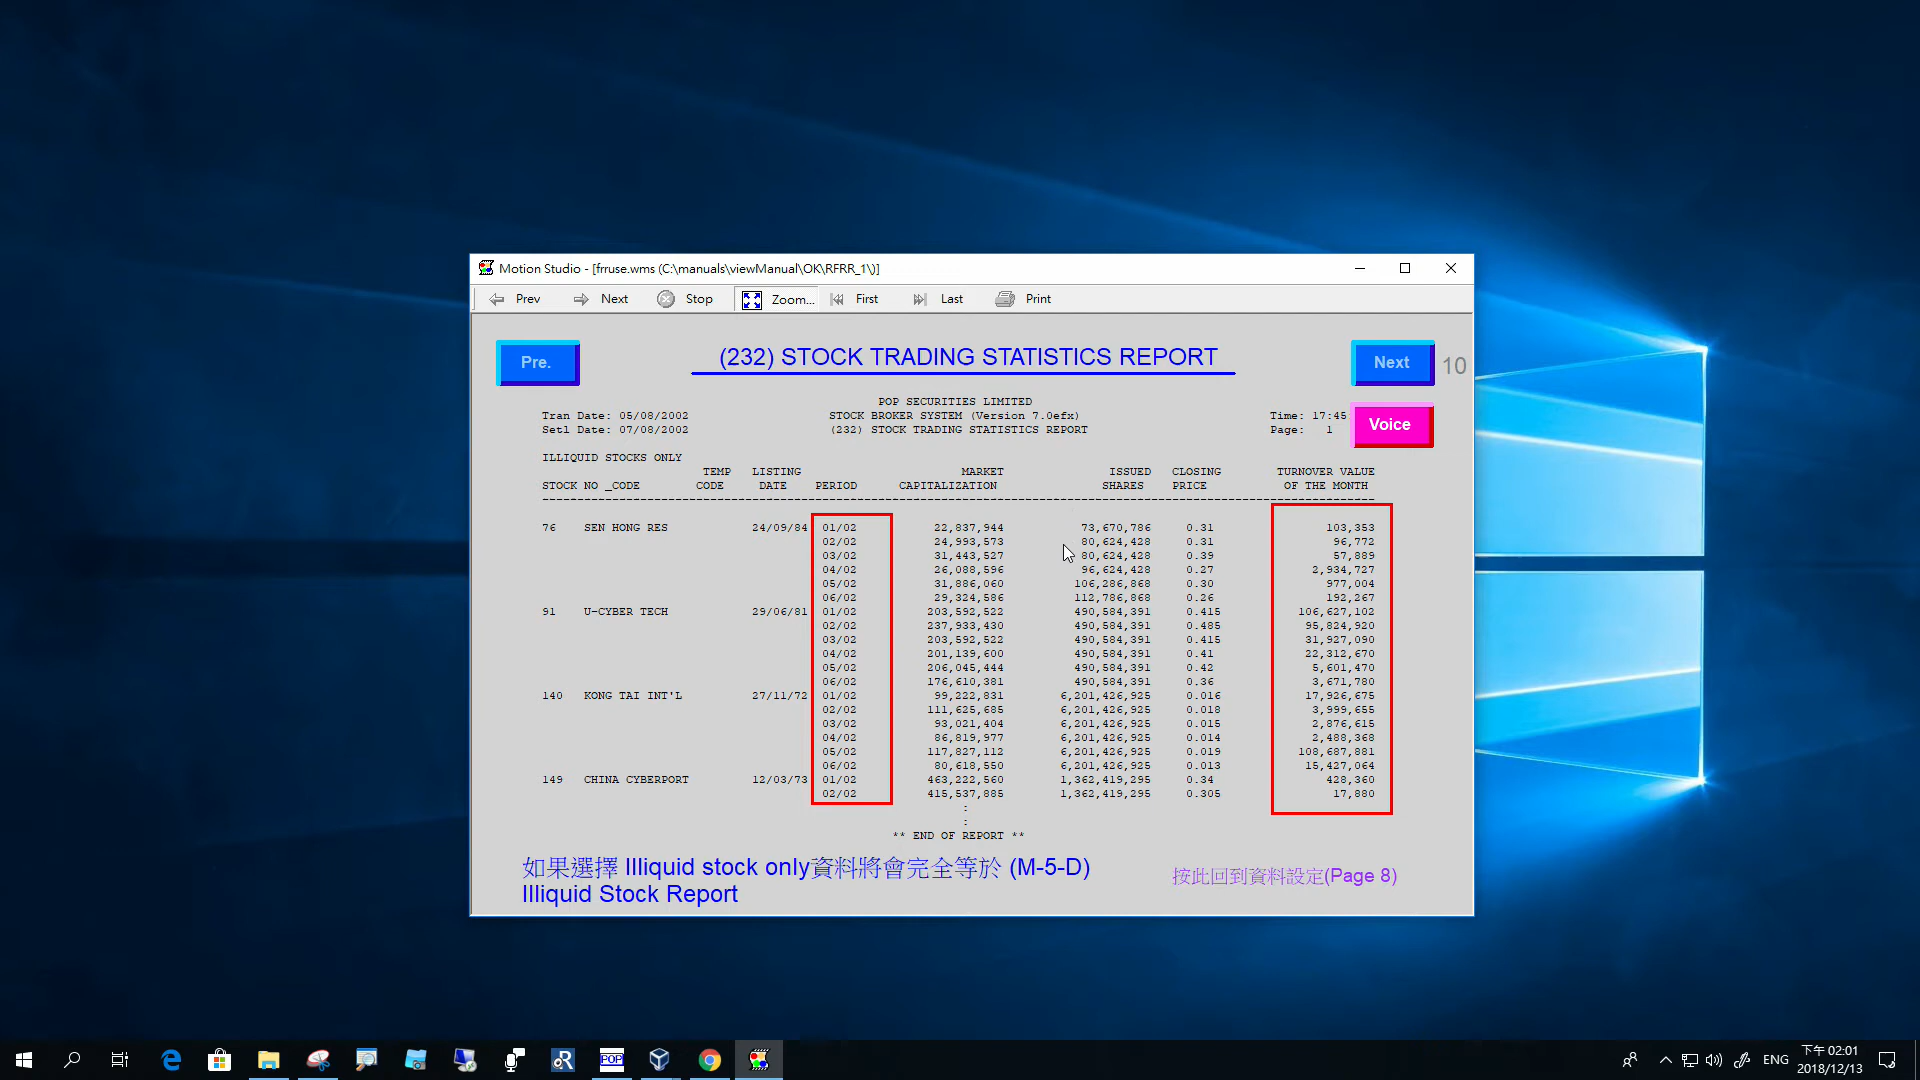 Motion Studio - [frruse.wms (C:\manuals\viewManual\OK\RFRR_1\)]
Prev Next Stop Zoom... First Last Print
Pre. (232) STOCK TRADING STATISTICS REPORT Next 10
POP SECURITIES LIMITED
Tran Date: 05/08/2002 STOCK BROKER SYSTEM (Version 7.0efx) Time: 17:45
Setl Date: 07/08/2002 (232) STOCK TRADING STATISTICS REPORT Page: 1
Voice
ILLIQUID STOCKS ONLY
TEMP LISTING MARKET ISSUED CLOSING TURNOVER VALUE
STOCK NO _CODE CODE DATE PERIOD CAPITALIZATION SHARES PRICE OF THE MONTH
76 SEN HONG RES 24/09/84 01/02 22,837,944 73,670,786 0.31 103,353
02/02 24,993,573 80,624,428 0.31 96,772
03/02 31,443,527 80,624,428 0.39 57,889
04/02 26,088,596 96,624,428 0.27 2,934,727
05/02 31,886,060 106,286,868 0.30 977,004
06/02 29,324,586 112,786,868 0.26 192,267
91 U-CYBER TECH 29/06/81 01/02 203,592,522 490,584,391 0.415 106,627,102
02/02 237,933,430 490,584,391 0.485 95,824,920
03/02 203,592,522 490,584,391 0.415 31,927,090
04/02 201,139,600 490,584,391 0.41 22,312,670
05/02 206,045,444 490,584,391 0.42 5,601,470
06/02 176,610,381 490,584,391 0.36 3,671,780
140 KONG TAI INT'L 27/11/72 01/02 99,222,831 6,201,426,925 0.016 17,926,675
02/02 111,625,685 6,201,426,925 0.018 3,999,655
03/02 93,021,404 6,201,426,925 0.015 2,876,615
04/02 86,819,977 6,201,426,925 0.014 2,488,368
05/02 117,827,112 6,201,426,925 0.019 108,687,881
06/02 80,618,550 6,201,426,925 0.013 15,427,064
149 CHINA CYBERPORT 12/03/73 01/02 463,222,560 1,362,419,295 0.34 428,360
02/02 415,537,885 1,362,419,295 0.305 17,880
:
:
** END OF REPORT **
如果選擇 Illiquid stock only資料將會完全等於 (M-5-D)
Illiquid Stock Report
按此回到資料設定(Page 8)
POP
ENG
下午 02:01
2018/12/13